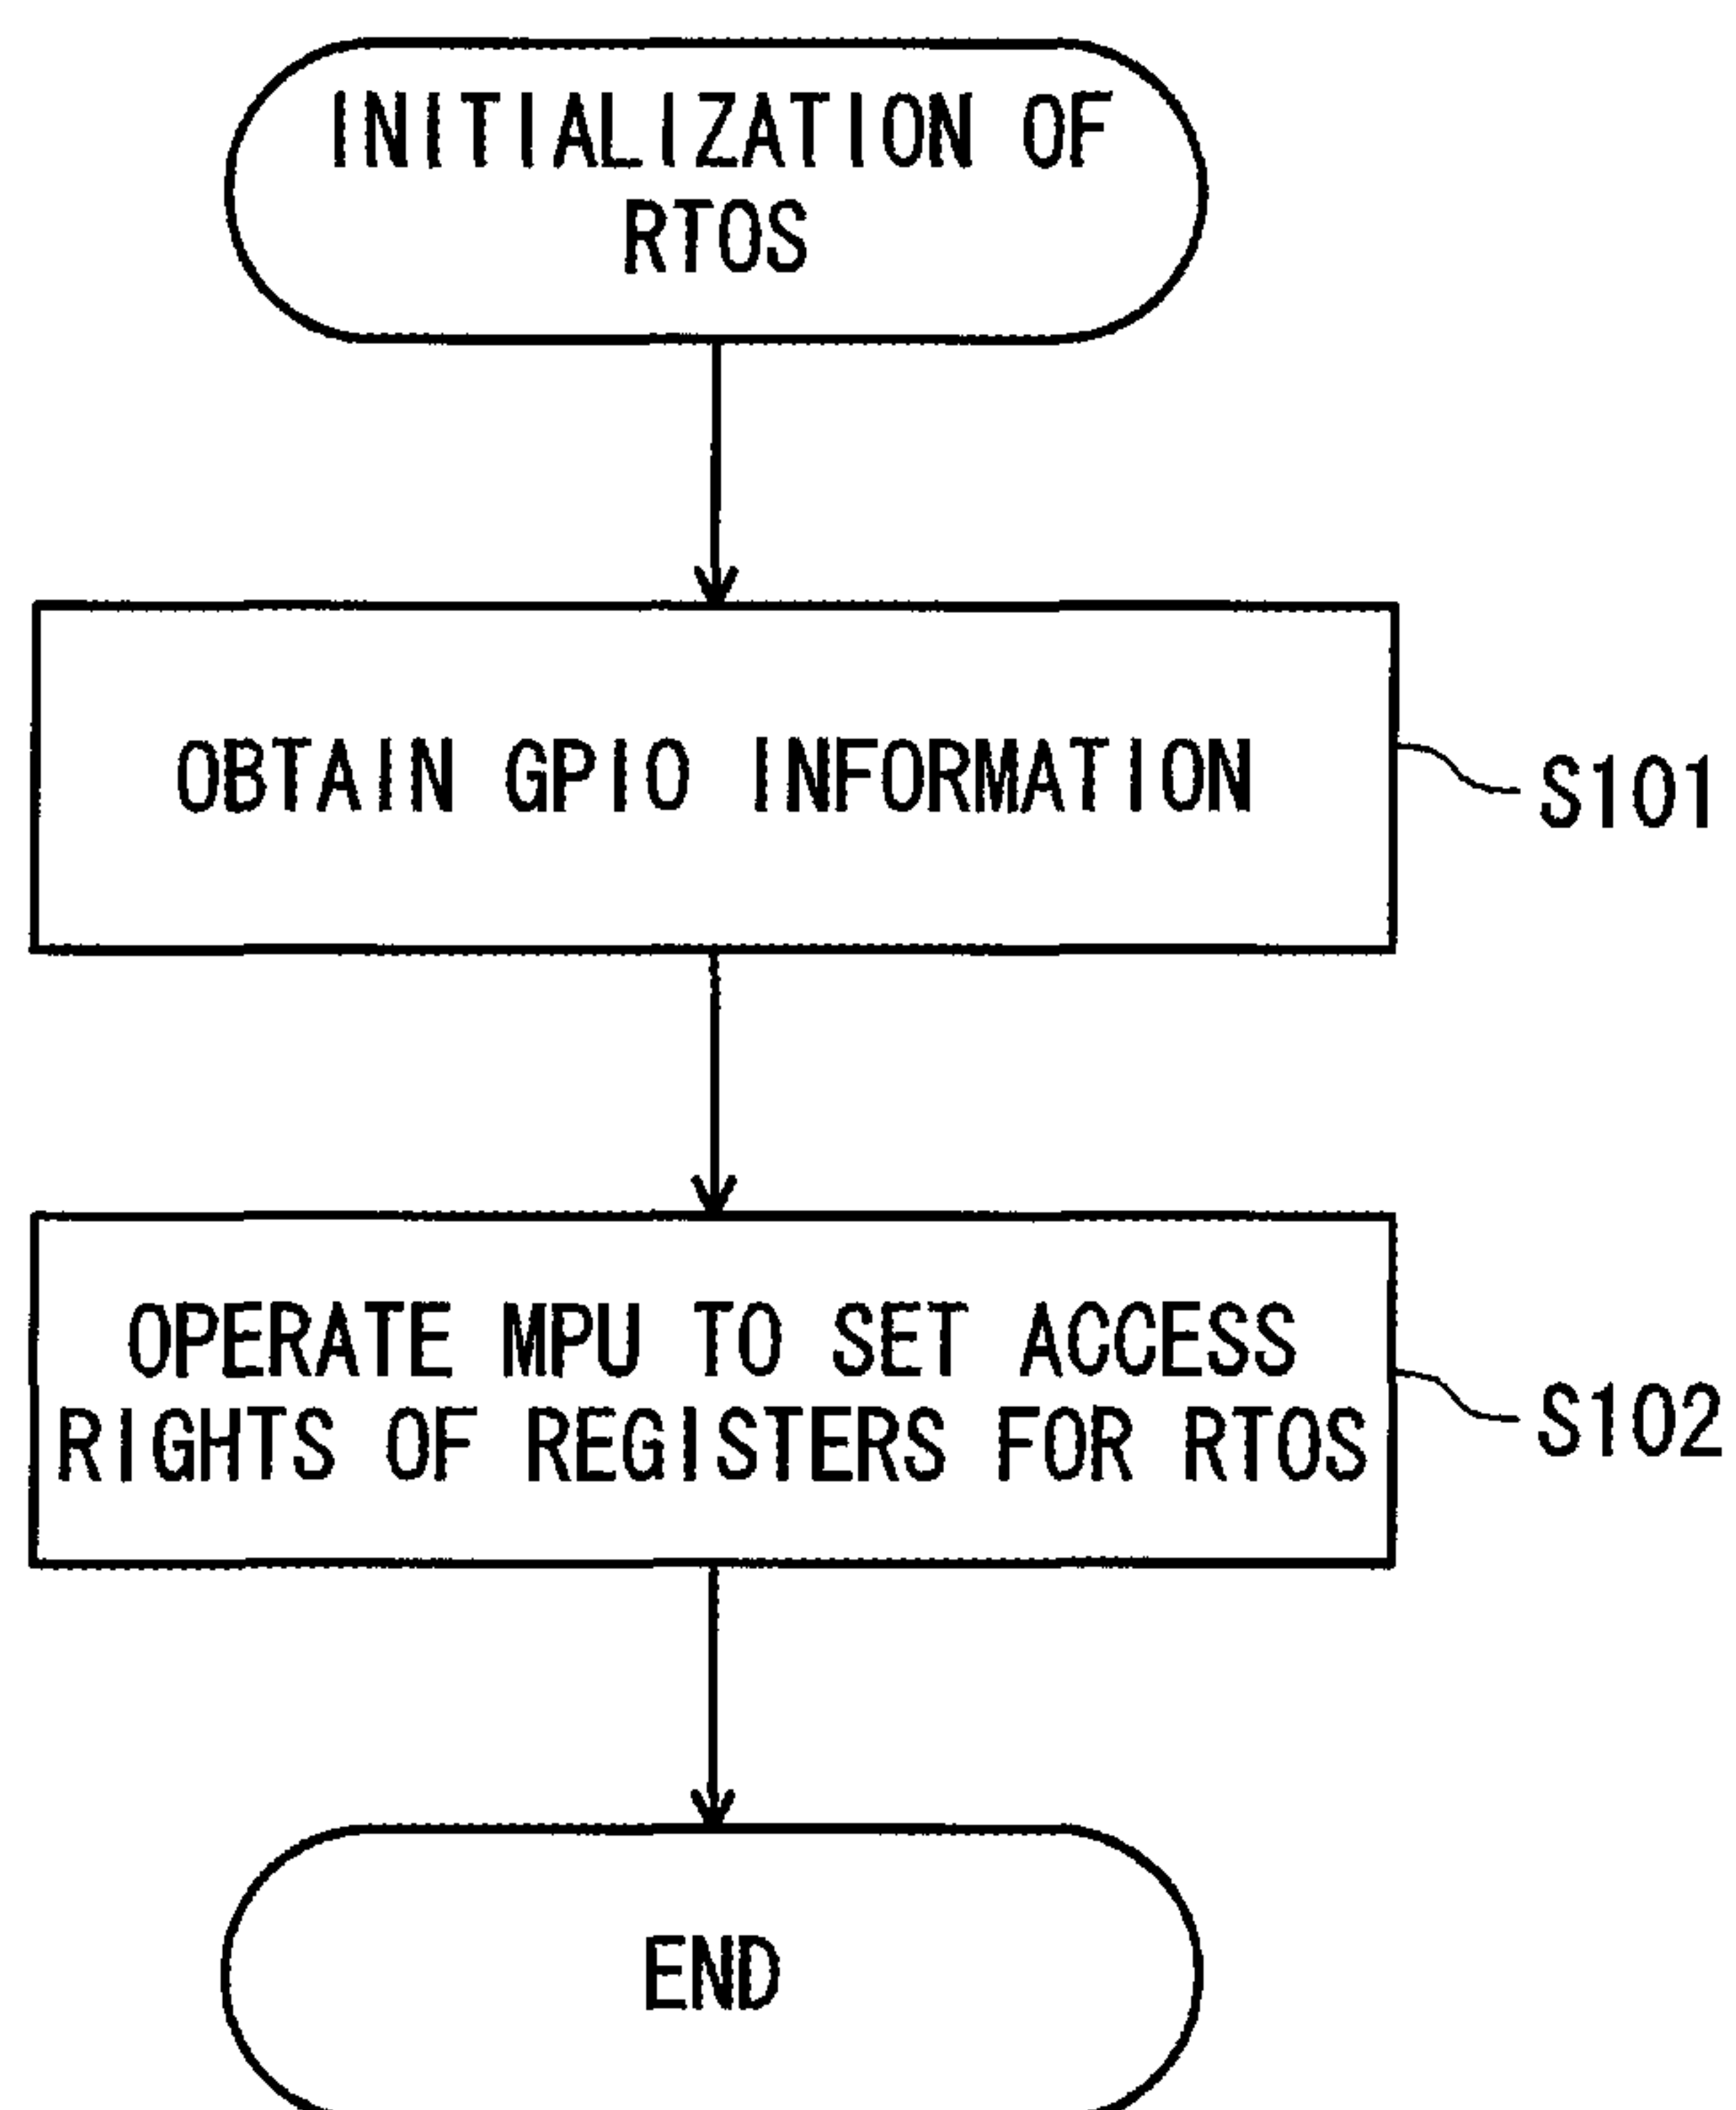 INITIALIZATION OF
RTOS
OBTAIN GPIO INFORMATION
S101
OPERATE MPU TO SET ACCESS
RIGHTS OF REGISTERS FOR RTOS
S102
END